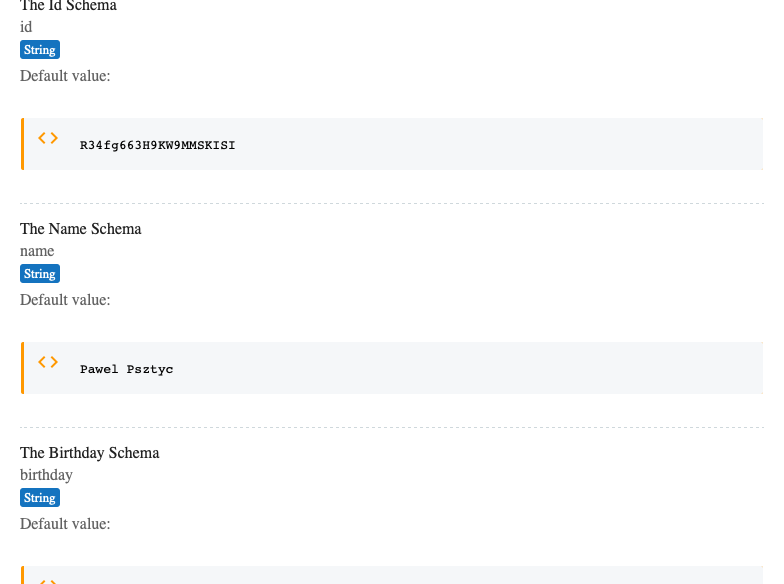 The Id Schema
id
String
Default value:
R34fg663H9KW9MMSKISI
The Name Schema
name
String
Default value:
Pawel Psztyc
The Birthday Schema
birthday
String
Default value: